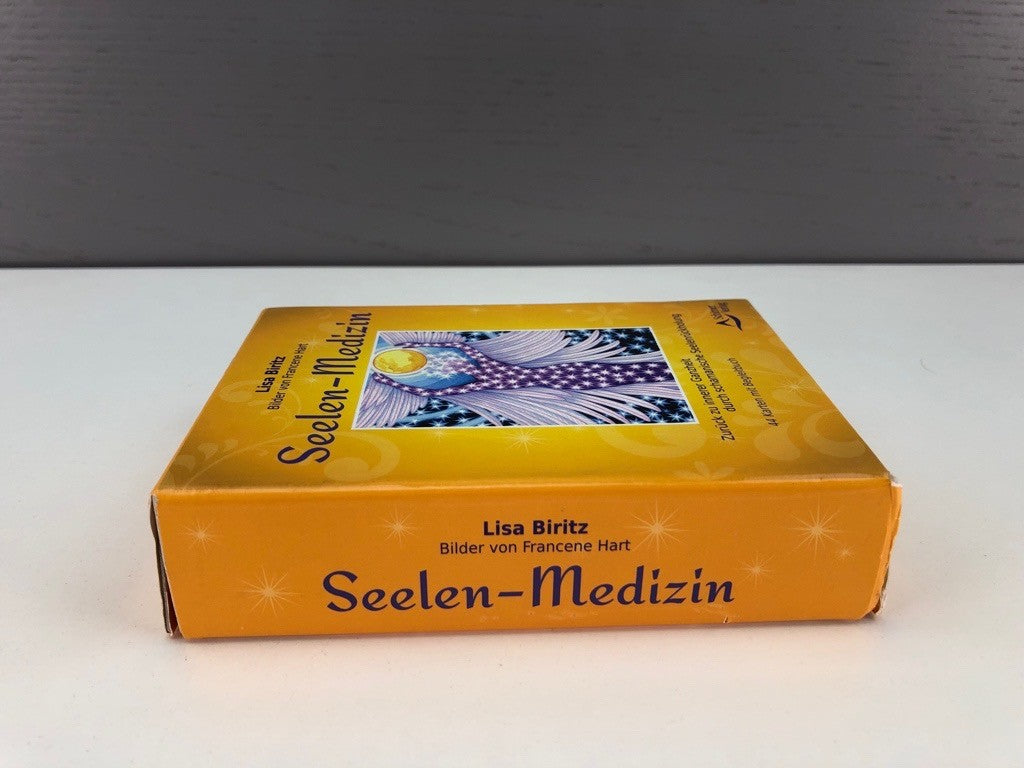 Lisa Biritz
Bilder von Francene Hart
Seelen-Medizin
Zurück zu innerer Ganzheit
durch schamanische Seelenrückholung
44 Karten mit Begleitbuch
Lisa Biritz
Bilder von Francene Hart
Seelen-Medizin